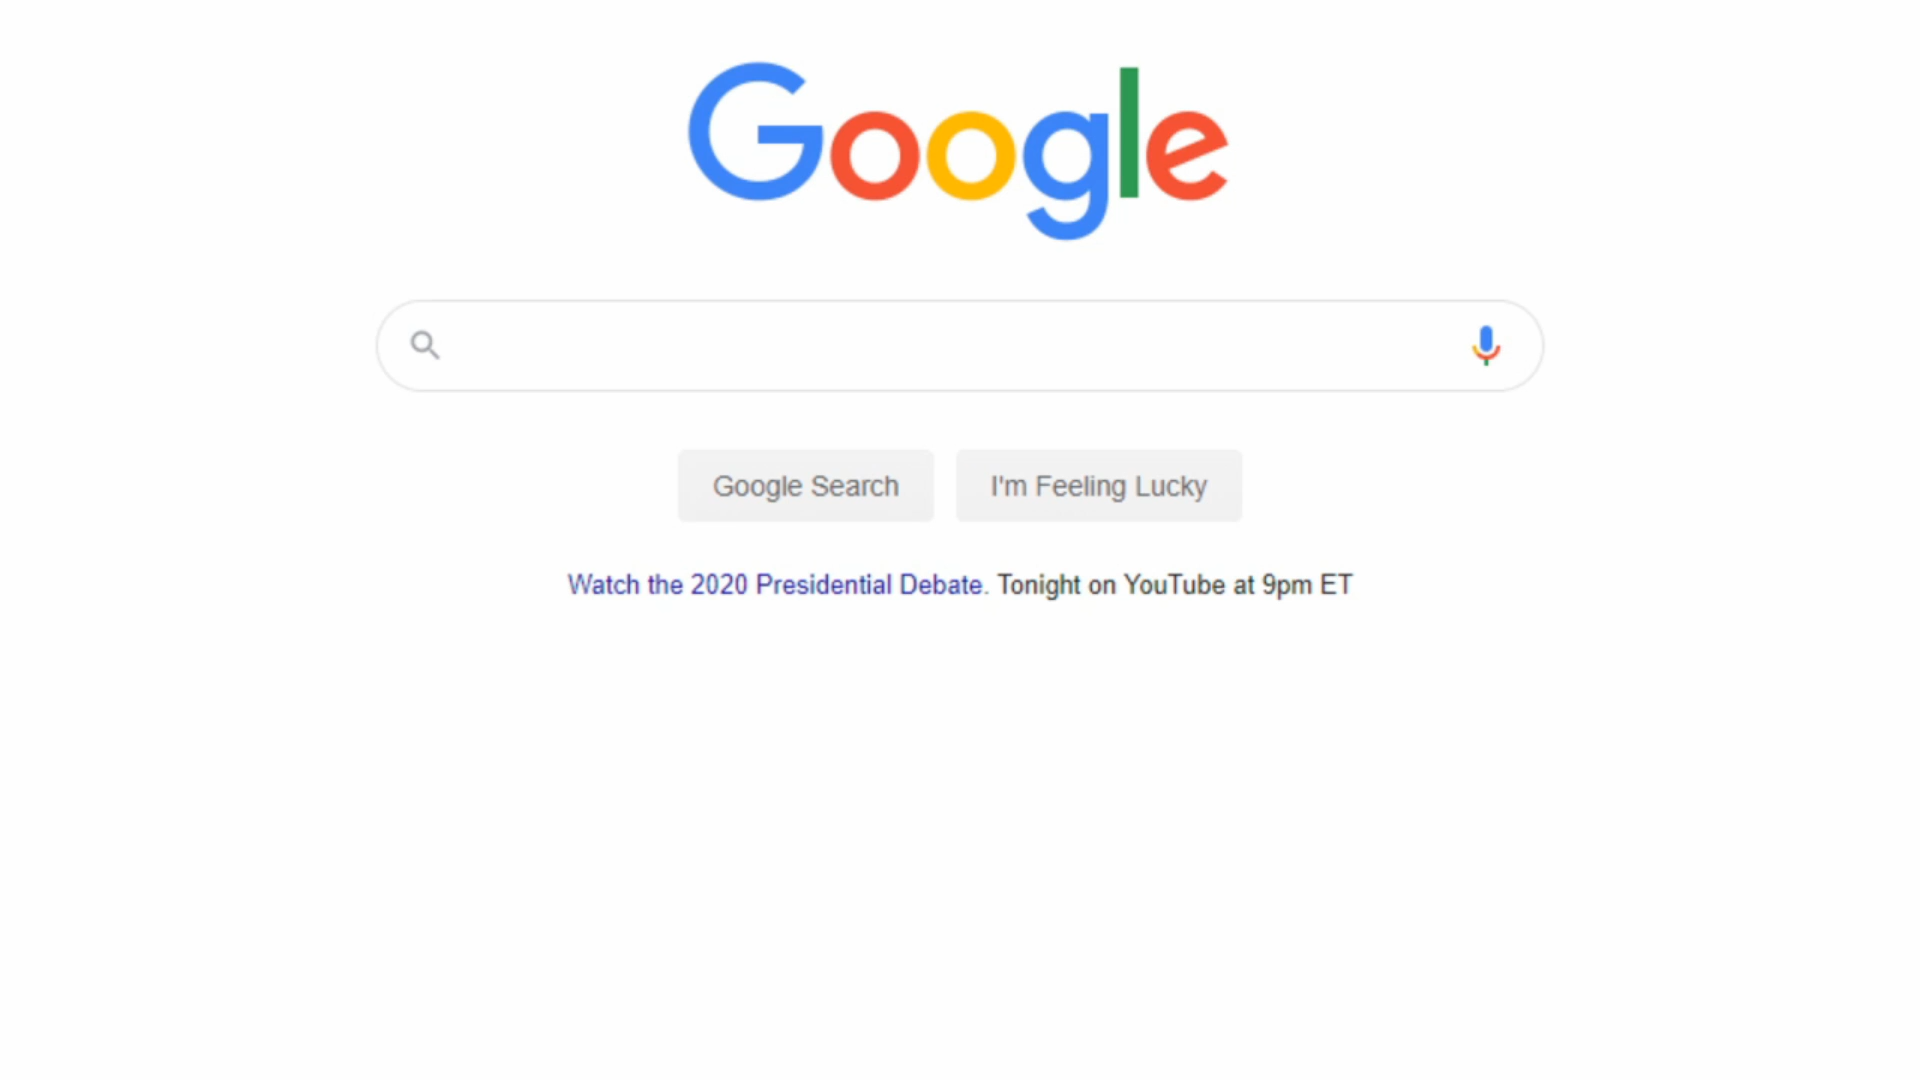 Google
Google Search
I'm Feeling Lucky
Watch the 2020 Presidential Debate. Tonight on YouTube at 9pm ET